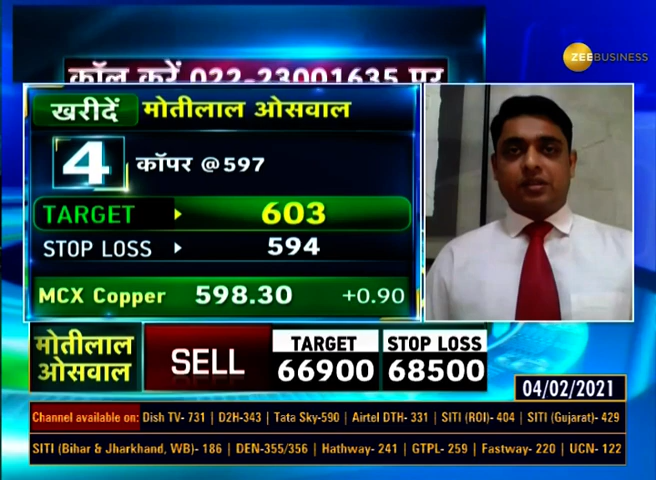 कॉल करें 022-23001635 पर
ZEEBUSINESS
खरीदें मोतीलाल ओसवाल
4 कॉपर @597
TARGET 603
STOP LOSS 594
MCX Copper 598.30 +0.90
मोतीलाल ओसवाल
SELL
TARGET 66900
STOP LOSS 68500
04/02/2021
Channel available on: Dish TV- 731 | D2H-343 | Tata Sky-590 | Airtel DTH- 331 | SITI (ROI)- 404 | SITI (Gujarat)- 429
SITI (Bihar & Jharkhand, WB)- 186 | DEN-355/356 | Hathway- 241 | GTPL- 259 | Fastway- 220 | UCN- 122